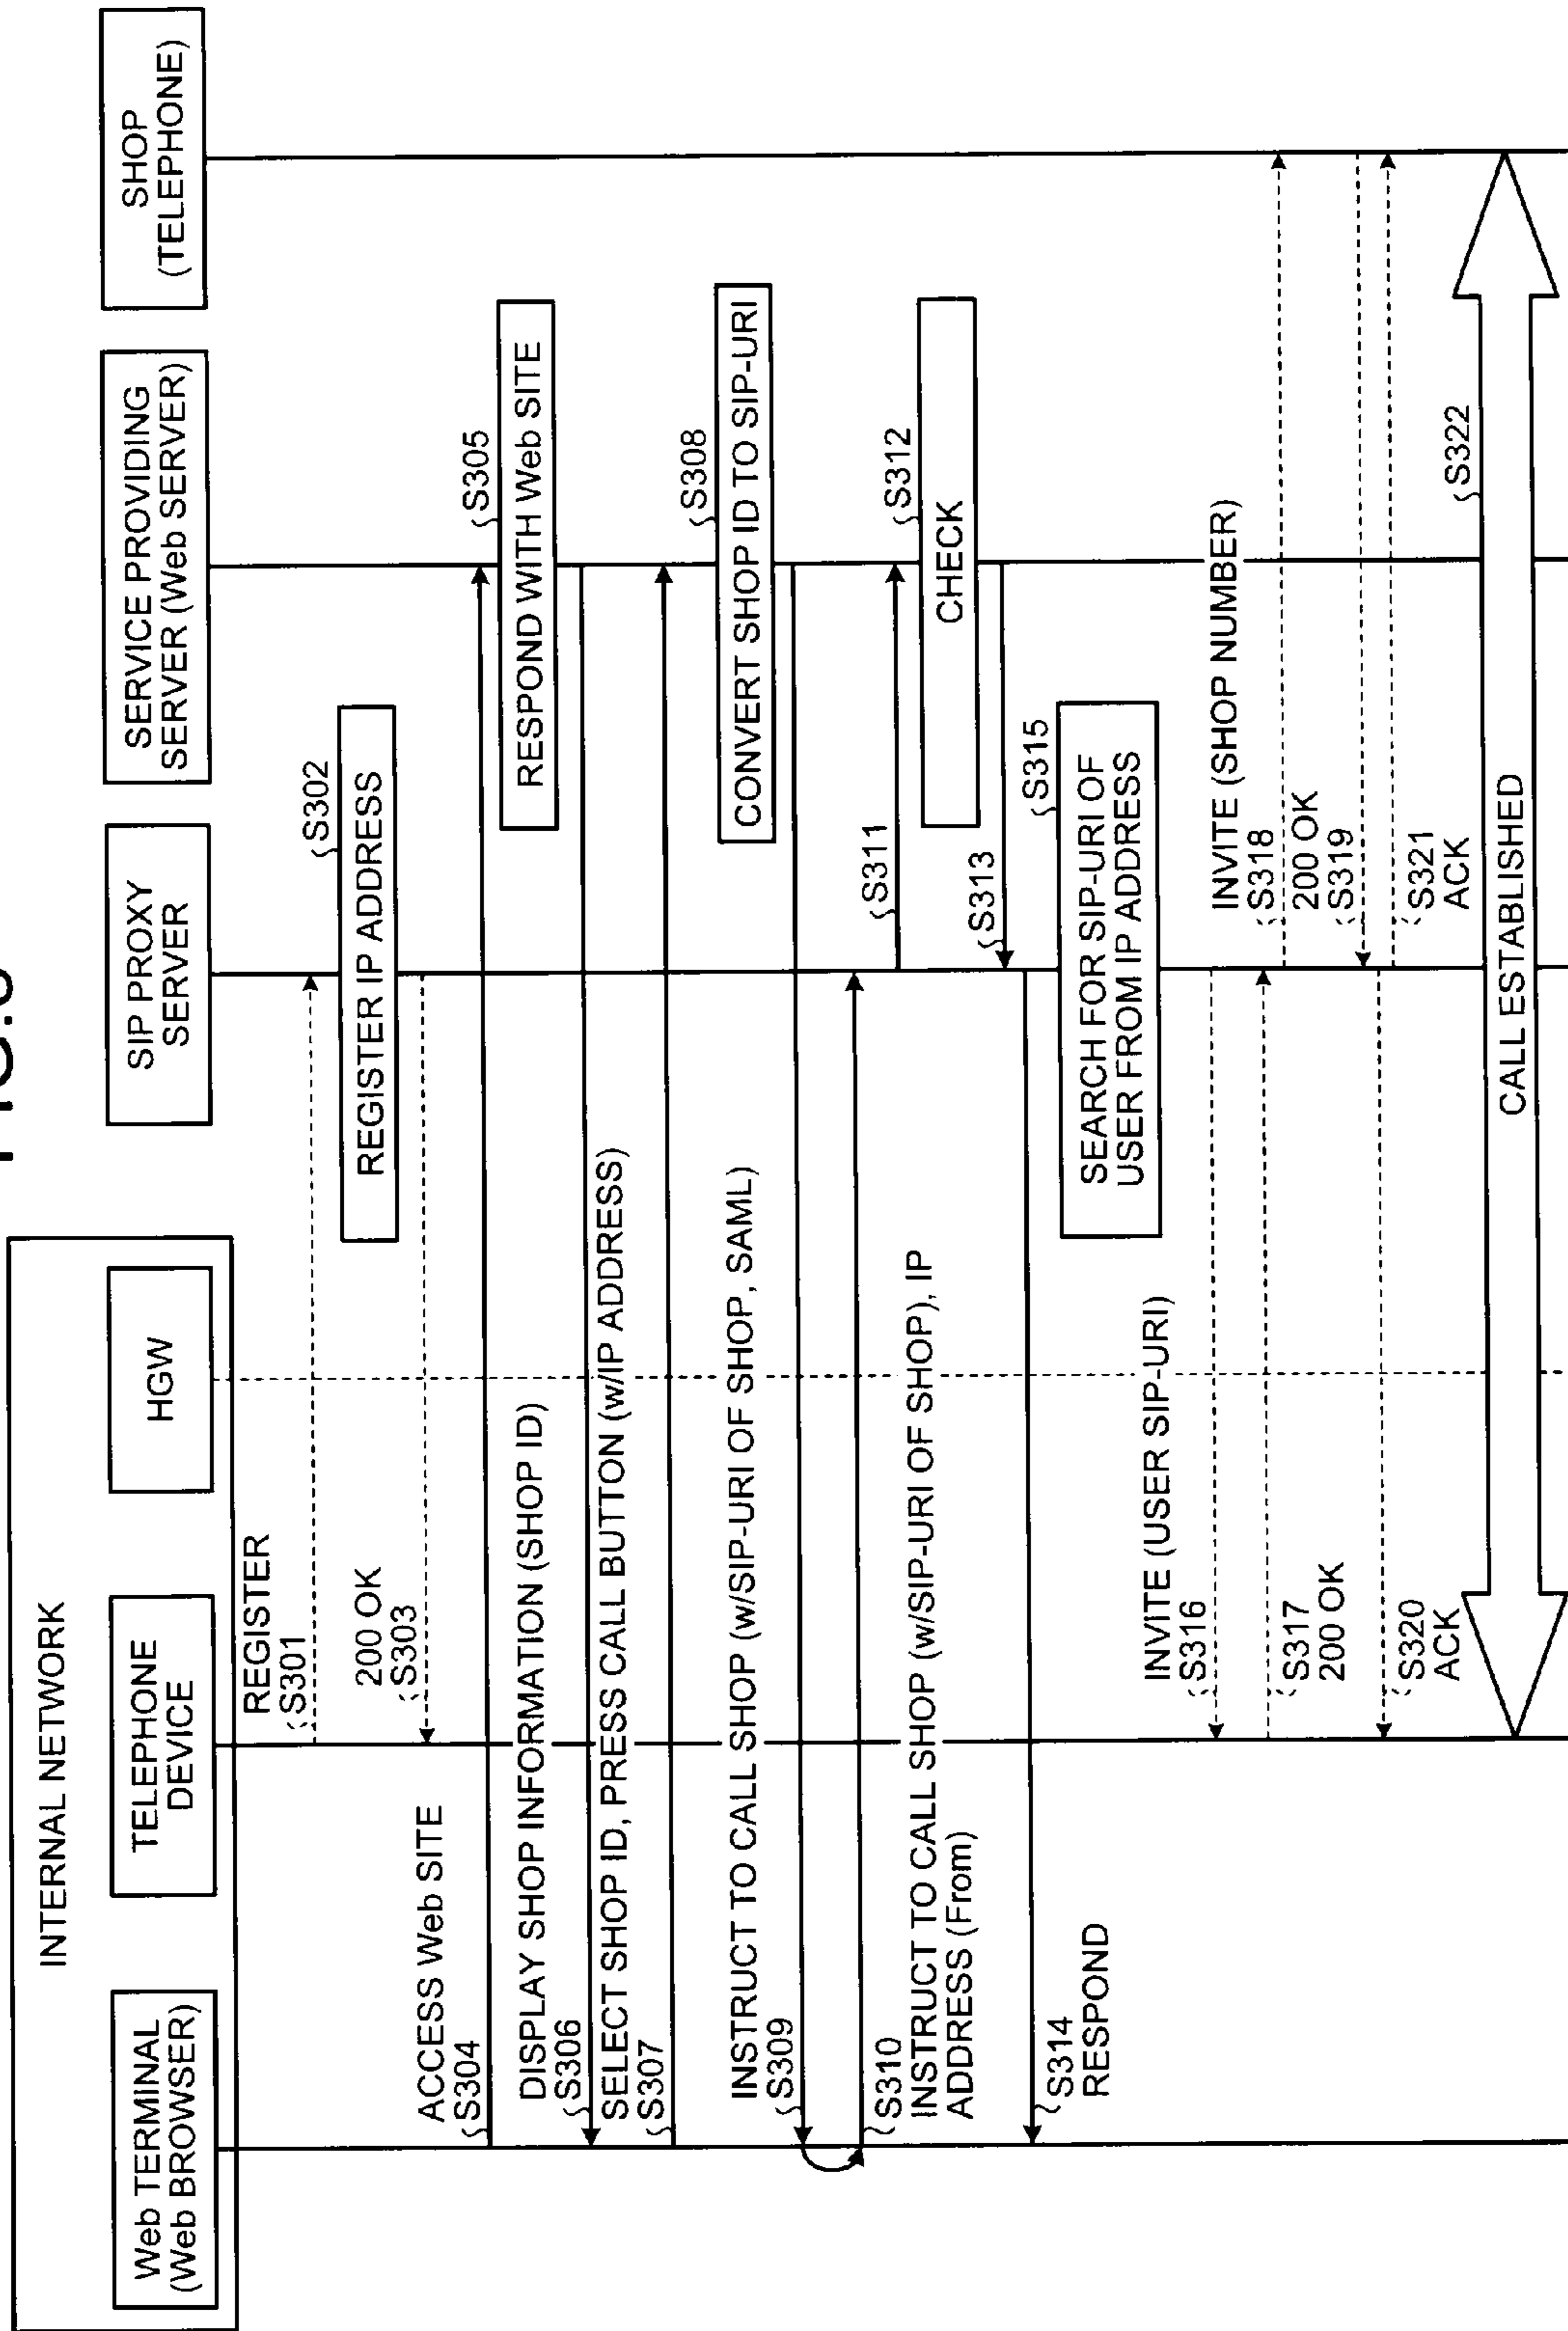 INTERNAL NETWORK
Web TERMINAL
(Web BROWSER)
TELEPHONE
DEVICE
HGW
SIP PROXY
SERVER
SERVICE PROVIDING
SERVER (Web SERVER)
SHOP
(TELEPHONE)
REGISTER
S301
S302
REGISTER IP ADDRESS
200 OK
S303
ACCESS Web SITE
S304
S305
RESPOND WITH Web SITE
DISPLAY SHOP INFORMATION (SHOP ID)
S306
SELECT SHOP ID, PRESS CALL BUTTON (w/IP ADDRESS)
S307
S308
CONVERT SHOP ID TO SIP-URI
INSTRUCT TO CALL SHOP (w/SIP-URI OF SHOP, SAML)
S309
S310
INSTRUCT TO CALL SHOP (w/SIP-URI OF SHOP), IP
ADDRESS (From)
S311
S312
CHECK
S313
S314
RESPOND
S315
SEARCH FOR SIP-URI OF
USER FROM IP ADDRESS
INVITE (USER SIP-URI)
S316
S317
200 OK
INVITE (SHOP NUMBER)
S318
200 OK
S319
S320
ACK
S321
ACK
S322
CALL ESTABLISHED